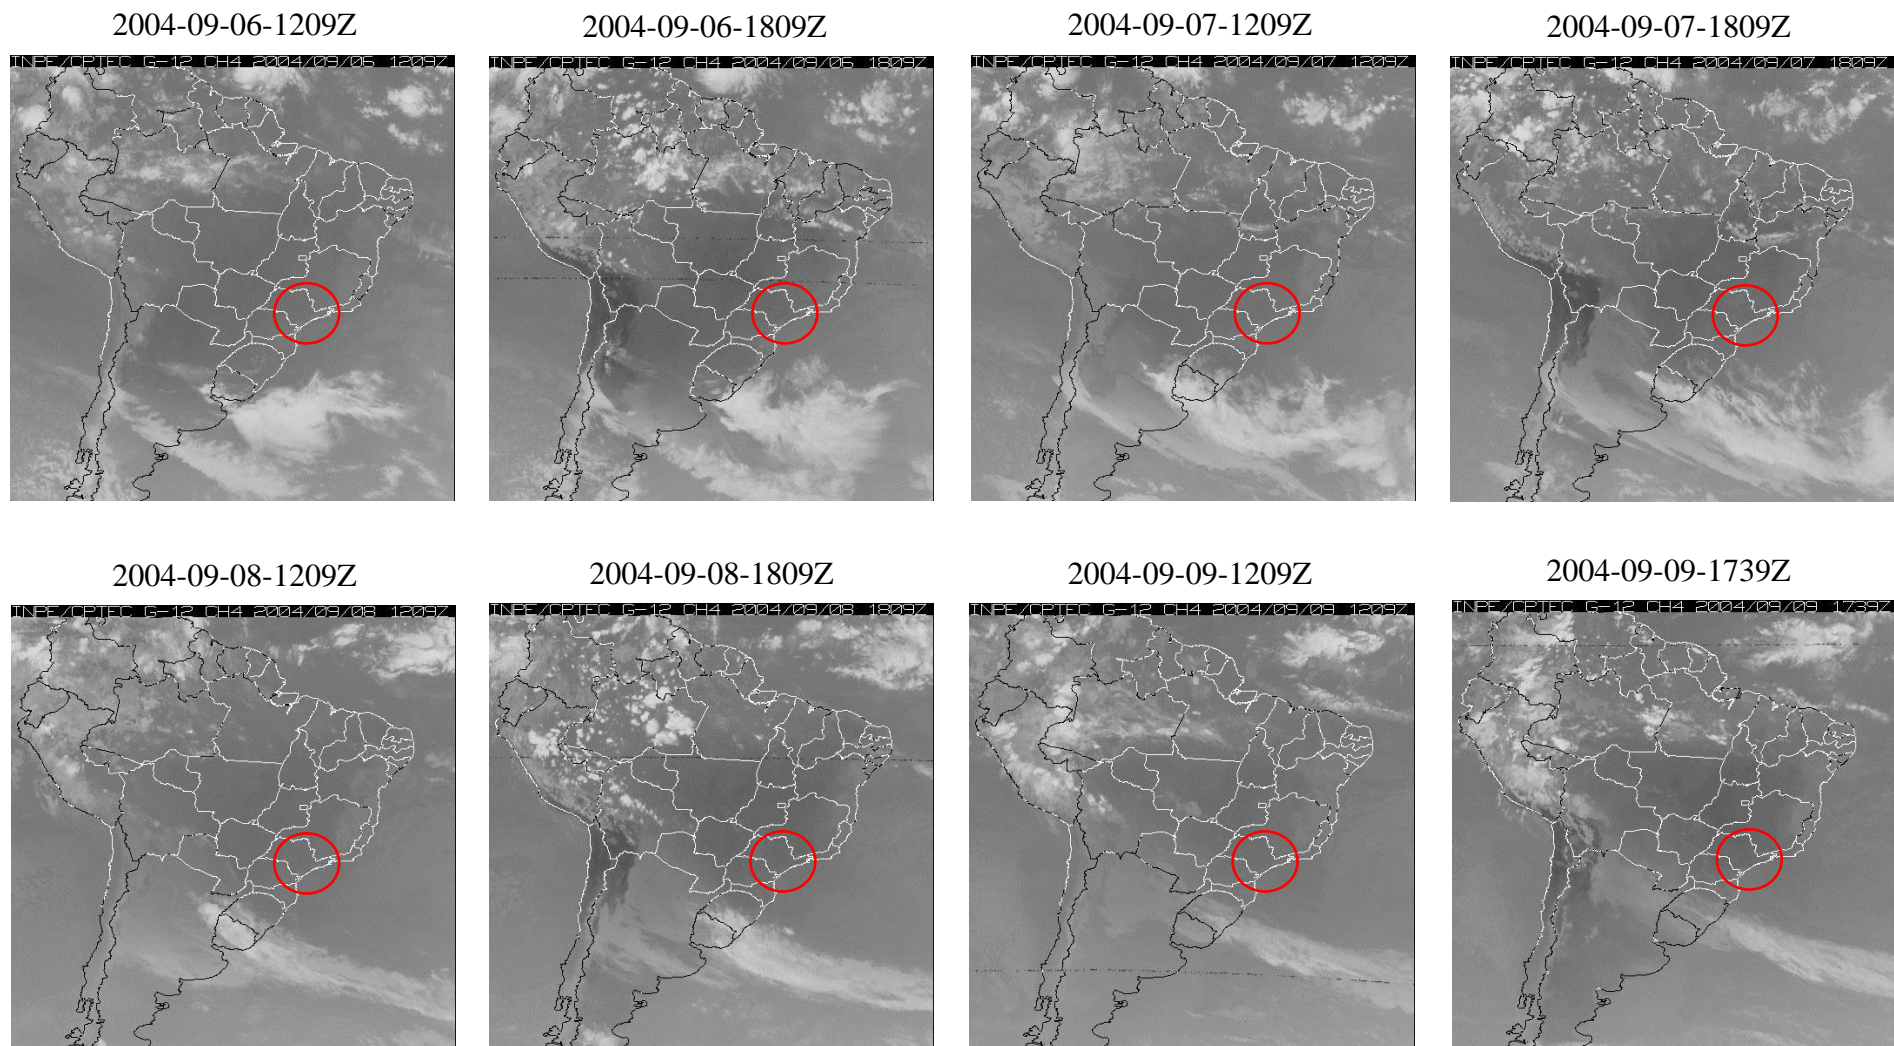 2004-09-06-1209Z
2004-09-06-1809Z
2004-09-07-1209Z
2004-09-07-1809Z
INPE/CPTEC G-12 CH4 2004/09/06 1209Z
INPE/CPTEC G-12 CH4 2004/09/06 1809Z
INPE/CPTEC G-12 CH4 2004/09/07 1209Z
INPE/CPTEC G-12 CH4 2004/09/07 1809Z
2004-09-08-1209Z
2004-09-08-1809Z
2004-09-09-1209Z
2004-09-09-1739Z
INPE/CPTEC G-12 CH4 2004/09/08 1209Z
INPE/CPTEC G-12 CH4 2004/09/08 1809Z
INPE/CPTEC G-12 CH4 2004/09/09 1209Z
INPE/CPTEC G-12 CH4 2004/09/09 1739Z